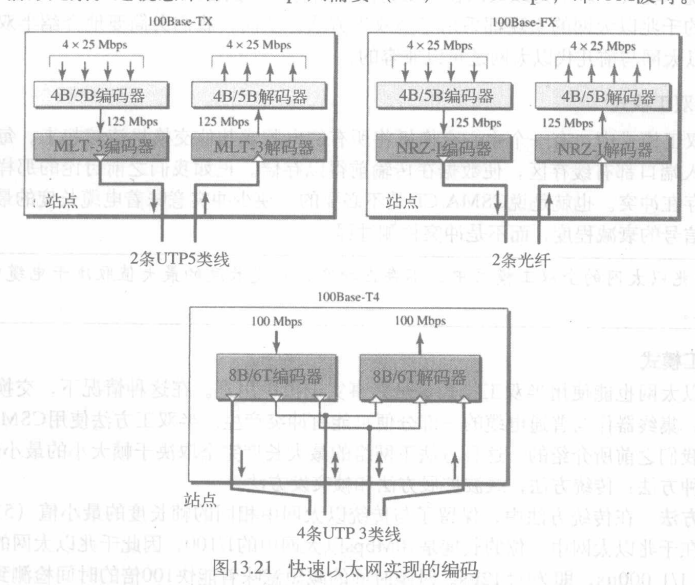 100Base-TX
4 × 25 Mbps
4 × 25 Mbps
4B/5B编码器
4B/5B解码器
125 Mbps
125 Mbps
MLT-3编码器
MLT-3解码器
站点
2条UTP5类线
100Base-FX
4 × 25 Mbps
4 × 25 Mbps
4B/5B编码器
4B/5B解码器
125 Mbps
125 Mbps
NRZ-I编码器
NRZ-I解码器
站点
2条光纤
100Base-T4
100 Mbps
100 Mbps
8B/6T编码器
8B/6T解码器
站点
4条UTP 3类线
图13.21 快速以太网实现的编码